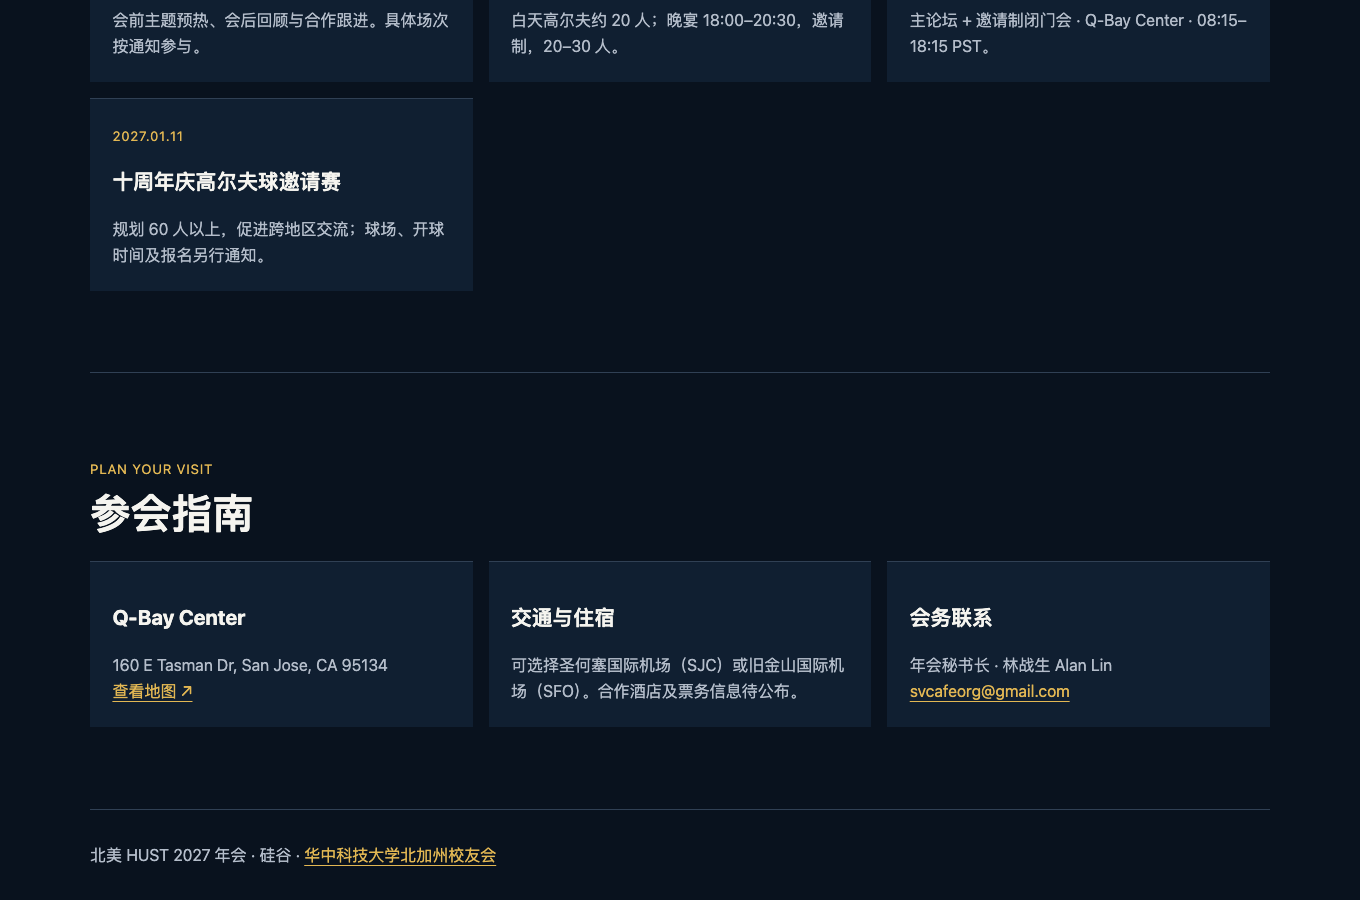 会前主题预热、会后回顾与合作跟进。具体场次
按通知参与。
白天高尔夫约 20 人；晚宴 18:00–20:30，邀请
制，20–30 人。
主论坛 + 邀请制闭门会 · Q-Bay Center · 08:15–
18:15 PST。
2027.01.11
十周年庆高尔夫球邀请赛
规划 60 人以上，促进跨地区交流；球场、开球
时间及报名另行通知。
PLAN YOUR VISIT
参会指南
Q-Bay Center
160 E Tasman Dr, San Jose, CA 95134
查看地图 ↗
交通与住宿
可选择圣何塞国际机场（SJC）或旧金山国际机
场（SFO）。合作酒店及票务信息待公布。
会务联系
年会秘书长 · 林战生 Alan Lin
svcafeorg@gmail.com
北美 HUST 2027 年会 · 硅谷 · 华中科技大学北加州校友会